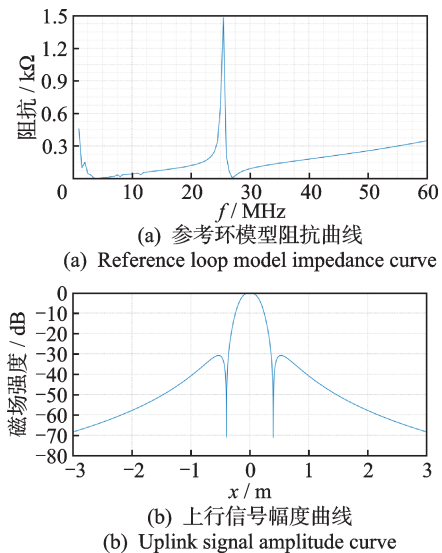 1.5
1.2
0.9
0.6
0.3
阻抗 / kΩ
0 10 20 30 40 50 60
f / MHz
(a) 参考环模型阻抗曲线
(a) Reference loop model impedance curve
0
−10
−20
−30
−40
−50
−60
−70
−80
磁场强度 / dB
−3 −2 −1 0 1 2 3
x / m
(b) 上行信号幅度曲线
(b) Uplink signal amplitude curve